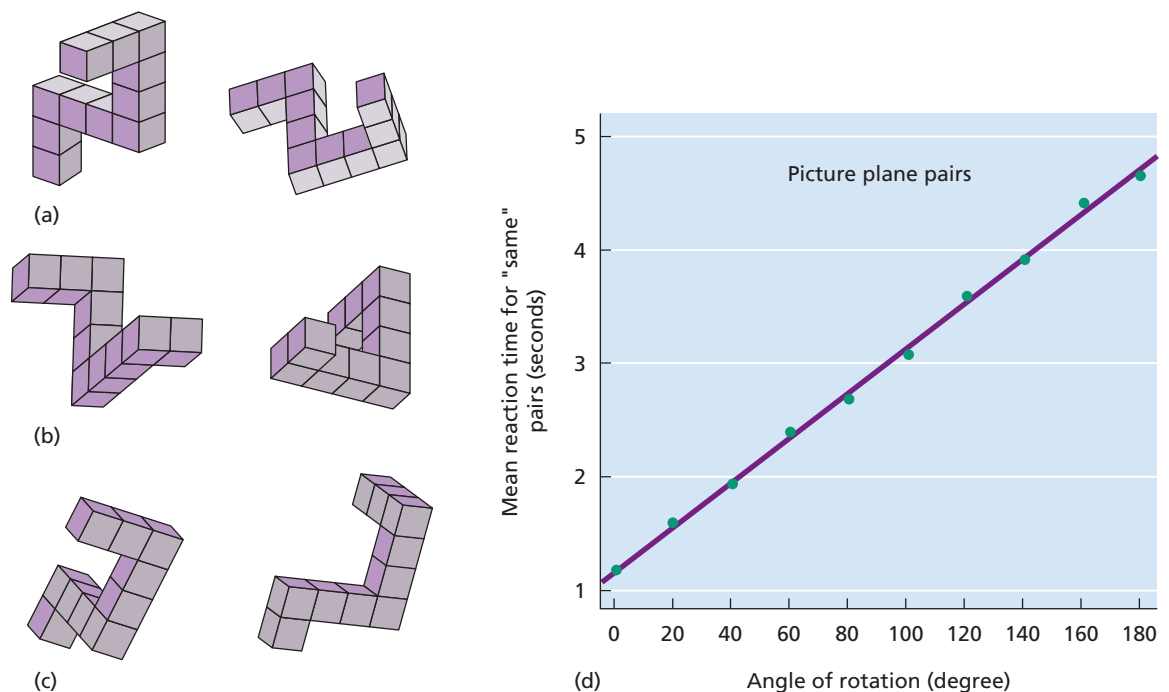 (a)
(b)
(c)
Mean reaction time for "same"
pairs (seconds)
5
4
3
2
1
Picture plane pairs
0 20 40 60 80 100 120 140 160 180
(d)
Angle of rotation (degree)